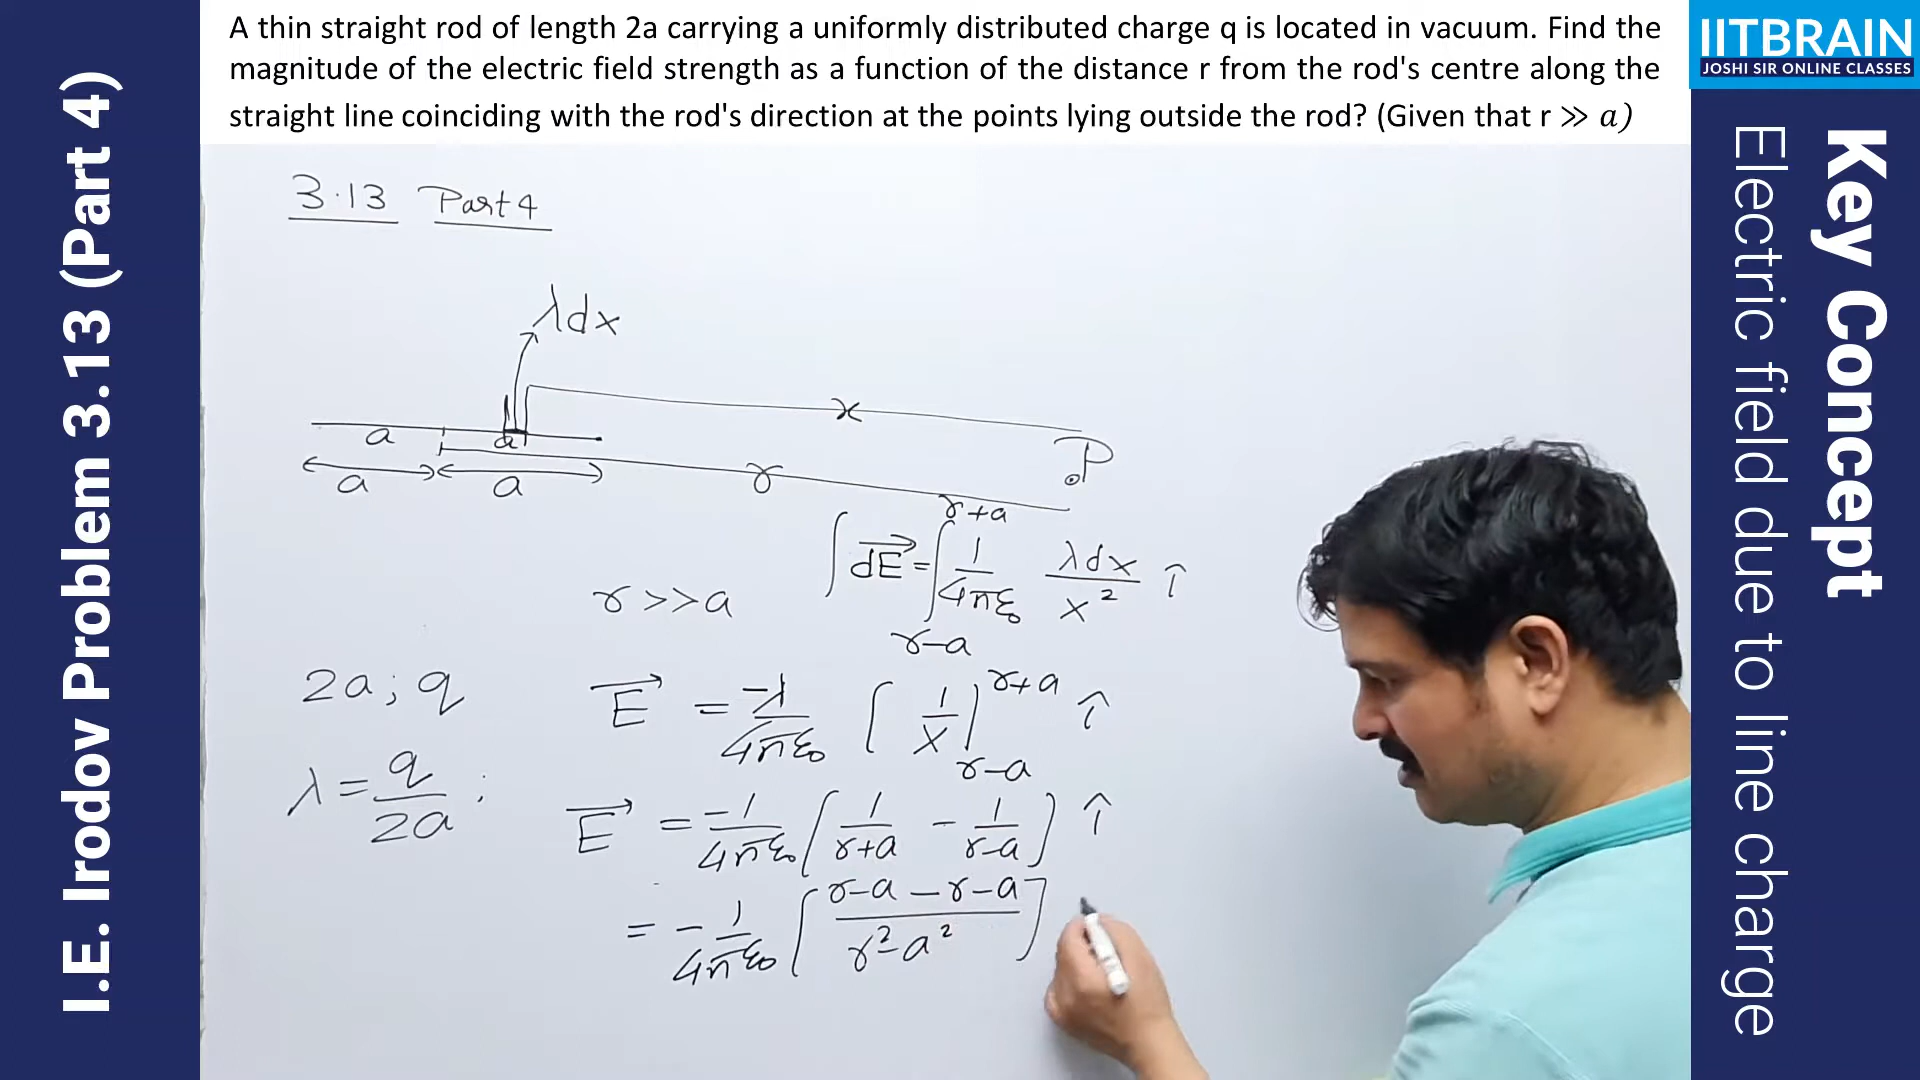 A thin straight rod of length 2a carrying a uniformly distributed charge q is located in vacuum. Find the
magnitude of the electric field strength as a function of the distance r from the rod's centre along the
straight line coinciding with the rod's direction at the points lying outside the rod? (Given that r ≫ a)
IITBRAIN
JOSHI SIR ONLINE CLASSES
I.E. Irodov Problem 3.13 (Part 4)
Key Concept
Electric field due to line charge
3.13 Part 4
λdx
x
a a
P
a a r
∫ dE⃗ = ∫_{r-a}^{r+a} 1/4πε₀ λdx/x² î
r >> a
2a ; q
E⃗ = -λ/4πε₀ [1/x]_{r-a}^{r+a} î
λ = q/2a ;
E⃗ = -1/4πε₀ [1/r+a - 1/r-a] î
= -1/4πε₀ [r-a-r-a/r²-a²]